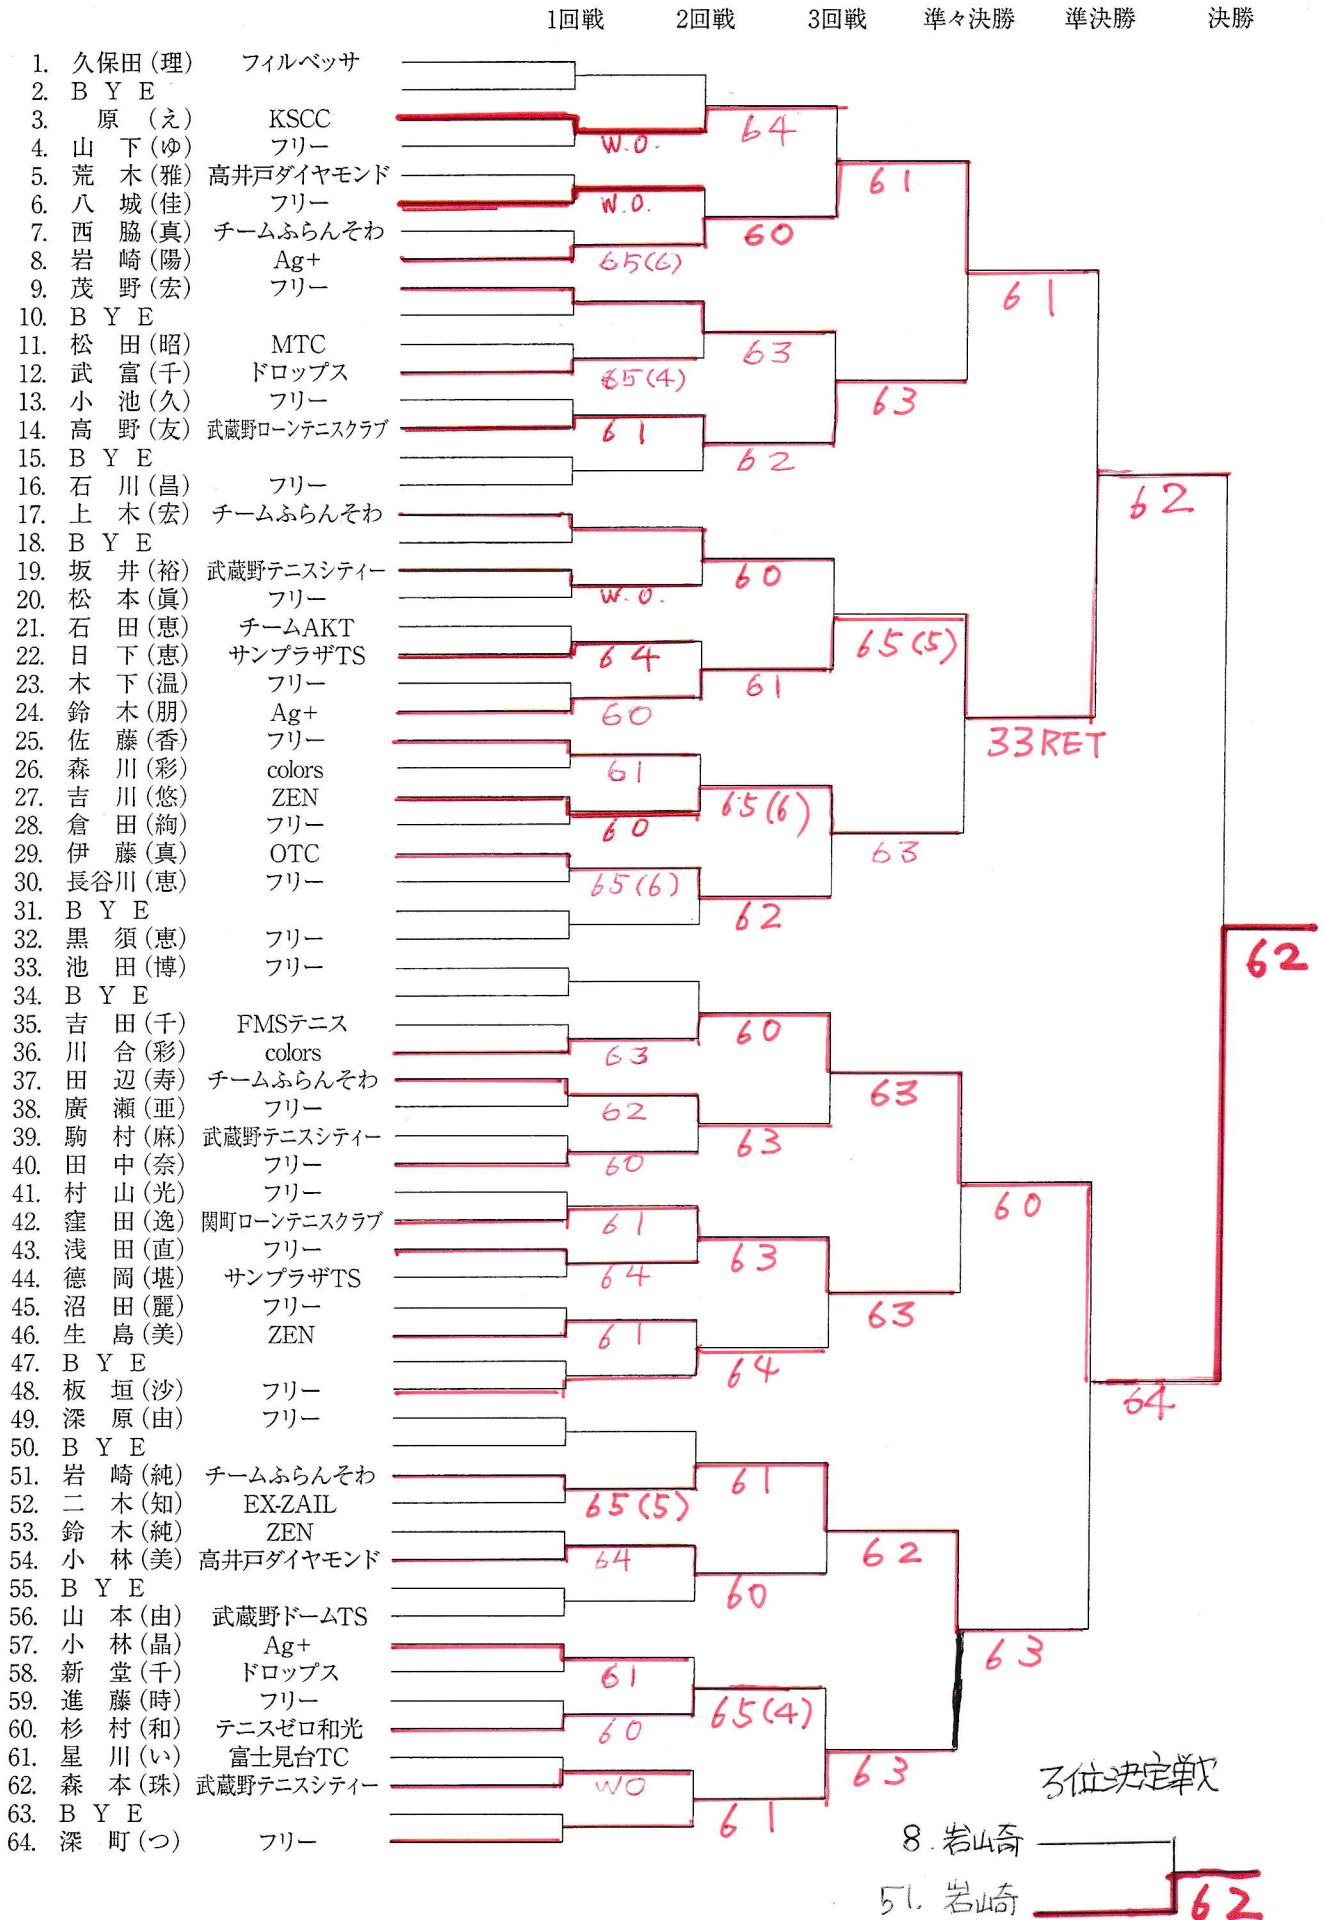 1回戦 2回戦 3回戦 準々決勝 準決勝 決勝
1. 久保田(理) フィルベッサ
2. B Y E
3. 原 (え) KSCC
4. 山 下(ゆ) フリー
5. 荒 木(雅) 高井戸ダイヤモンド
6. 八 城(佳) フリー
7. 西 脇(真) チームふらんそわ
8. 岩 崎(陽) Ag+
9. 茂 野(宏) フリー
10. B Y E
11. 松 田(昭) MTC
12. 武 富(千) ドロップス
13. 小 池(久) フリー
14. 高 野(友) 武蔵野ローンテニスクラブ
15. B Y E
16. 石 川(昌) フリー
17. 上 木(宏) チームふらんそわ
18. B Y E
19. 坂 井(裕) 武蔵野テニスシティー
20. 松 本(眞) フリー
21. 石 田(恵) チームAKT
22. 日 下(恵) サンプラザTS
23. 木 下(温) フリー
24. 鈴 木(朋) Ag+
25. 佐 藤(香) フリー
26. 森 川(彩) colors
27. 吉 川(悠) ZEN
28. 倉 田(絢) フリー
29. 伊 藤(真) OTC
30. 長谷川(恵) フリー
31. B Y E
32. 黒 須(恵) フリー
33. 池 田(博) フリー
34. B Y E
35. 吉 田(千) FMSテニス
36. 川 合(彩) colors
37. 田 辺(寿) チームふらんそわ
38. 廣 瀬(亜) フリー
39. 駒 村(麻) 武蔵野テニスシティー
40. 田 中(奈) フリー
41. 村 山(光) フリー
42. 窪 田(逸) 関町ローンテニスクラブ
43. 浅 田(直) フリー
44. 德 岡(堪) サンプラザTS
45. 沼 田(麗) フリー
46. 生 島(美) ZEN
47. B Y E
48. 板 垣(沙) フリー
49. 深 原(由) フリー
50. B Y E
51. 岩 崎(純) チームふらんそわ
52. 二 木(知) EX-ZAIL
53. 鈴 木(純) ZEN
54. 小 林(美) 高井戸ダイヤモンド
55. B Y E
56. 山 本(由) 武蔵野ドームTS
57. 小 林(晶) Ag+
58. 新 堂(千) ドロップス
59. 進 藤(時) フリー
60. 杉 村(和) テニスゼロ和光
61. 星 川(い) 富士見台TC
62. 森 本(珠) 武蔵野テニスシティー
63. B Y E
64. 深 町(つ) フリー
W.O.
W.O.
65(6)
65(4)
61
W.O.
64
60
61
60
65(6)
63
62
60
61
64
61
65(5)
64
61
60
WO
64
60
63
62
60
61
65(6)
62
60
63
63
64
61
60
65(4)
61
61
63
65(5)
63
63
63
62
63
61
33RET
60
63
62
64
62
3位決定戦
8. 岩崎
51. 岩崎
62